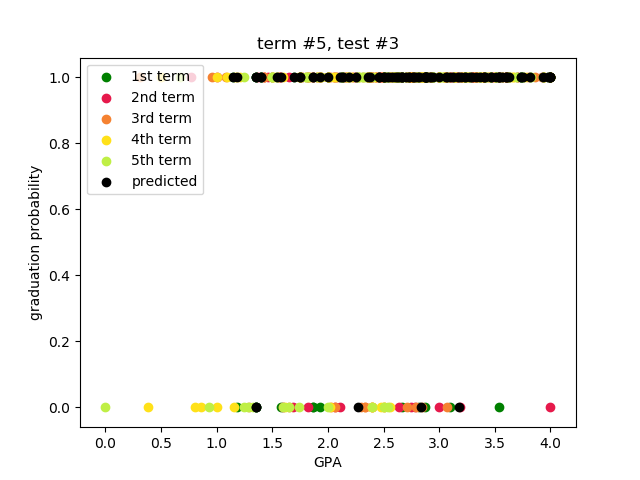 term #5, test #3
1st term
2nd term
3rd term
4th term
5th term
predicted
graduation probability
1.0
0.8
0.6
0.4
0.2
0.0
0.0 0.5 1.0 1.5 2.0 2.5 3.0 3.5 4.0
GPA